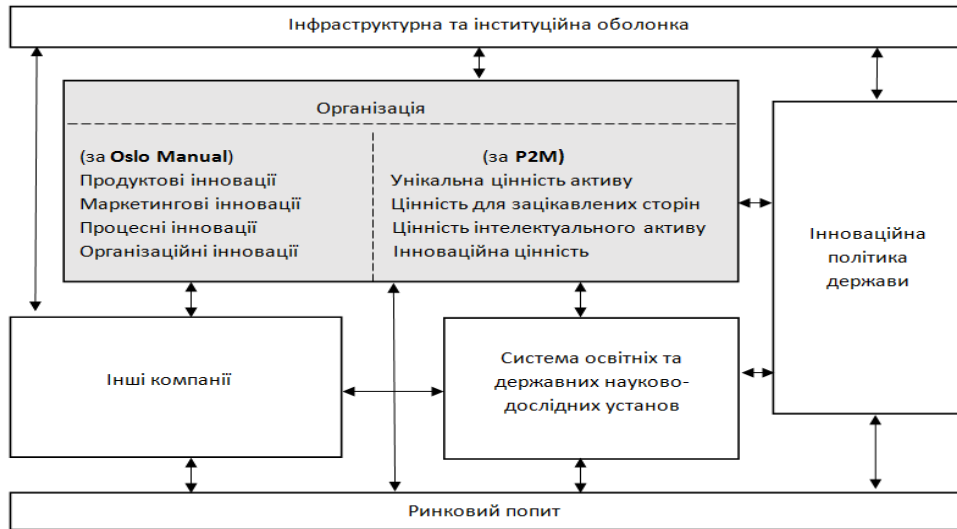 Інфраструктурна та інституційна оболонка
Організація
(за Oslo Manual)
Продуктові інновації
Маркетингові інновації
Процесні інновації
Організаційні інновації
(за P2M)
Унікальна цінність активу
Цінність для зацікавлених сторін
Цінність інтелектуального активу
Інноваційна цінність
Інноваційна
політика
держави
Інші компанії
Система освітніх та
державних науково-
дослідних установ
Ринковий попит